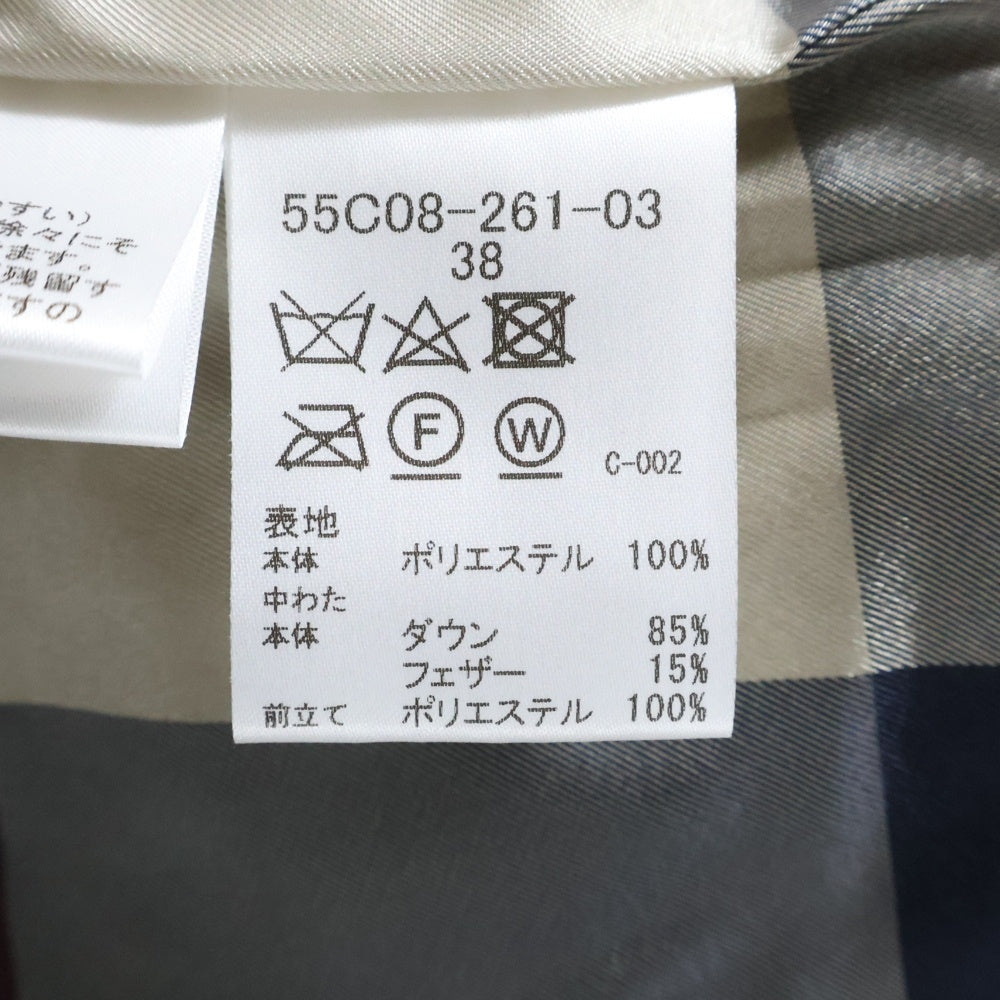 すい)
徐々にそ
ます。
残留す
すの
55C08-261-03
38
F W C-002
表地
本体 ポリエステル 100%
中わた
本体 ダウン 85%
フェザー 15%
前立て ポリエステル 100%